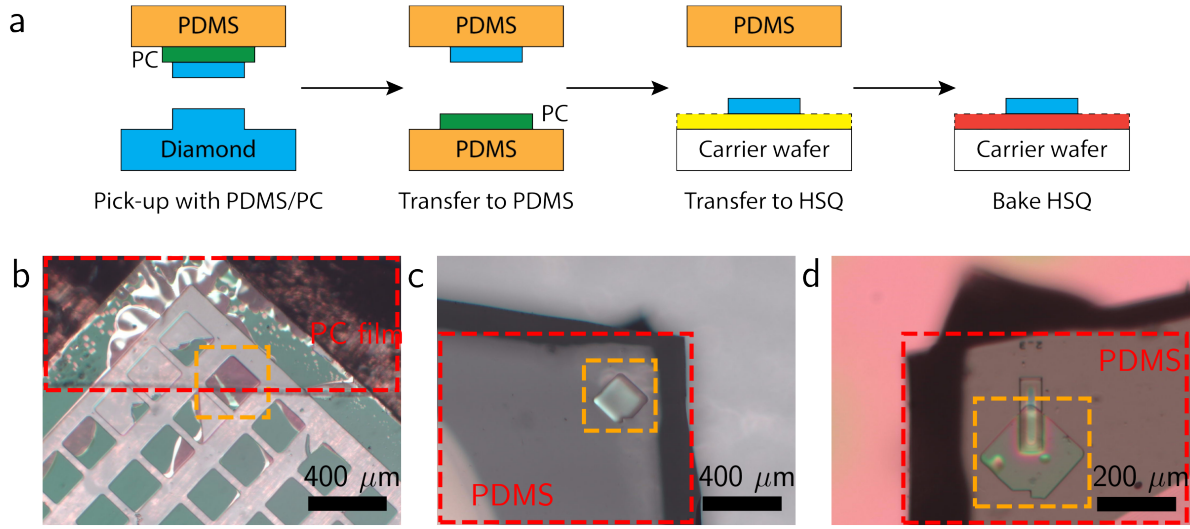 a
PDMS
PC
Diamond
Pick-up with PDMS/PC
PDMS
PC
PDMS
Transfer to PDMS
PDMS
Carrier wafer
Transfer to HSQ
Carrier wafer
Bake HSQ
b
PC film
400 μm
c
PDMS
400 μm
d
PDMS
200 μm